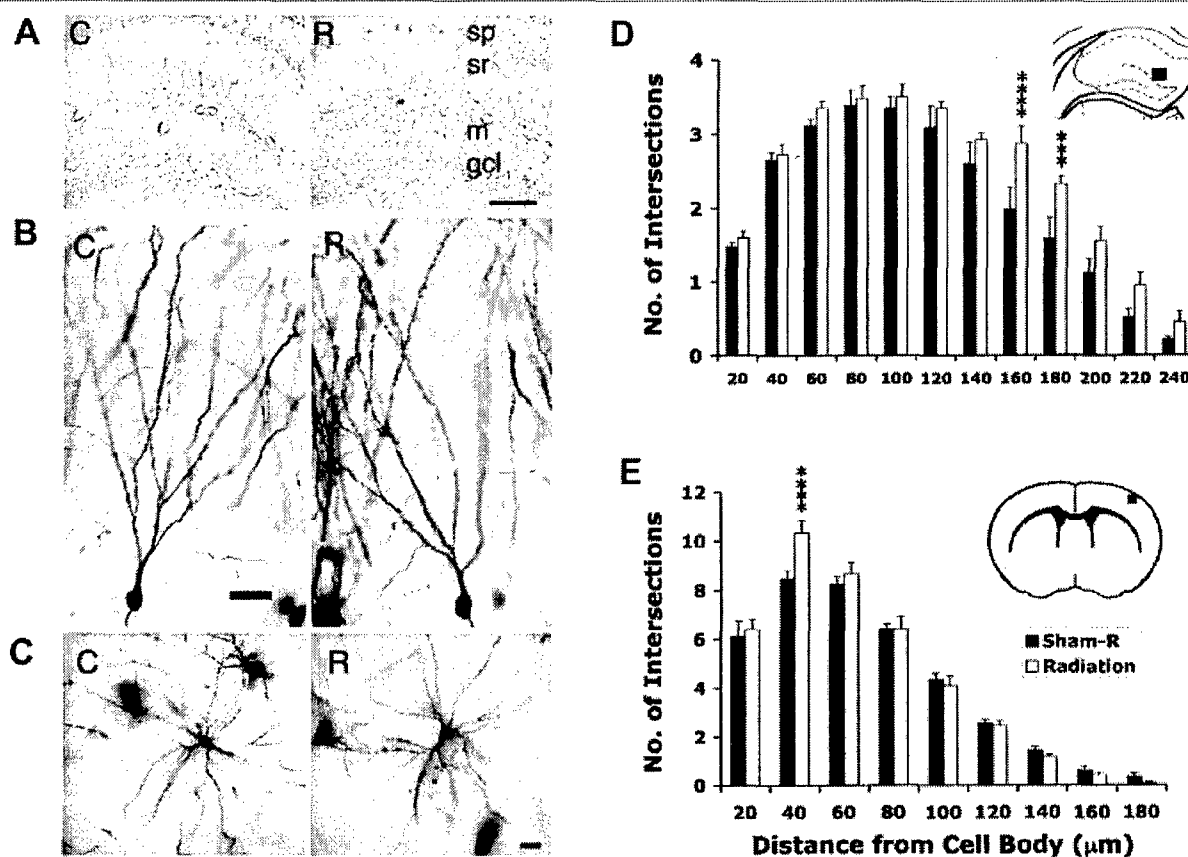 A
C
R
sp
sr
m
gcl
B
C
R
C
C
R
D
No. of Intersections
4
3
2
1
0
****
***
20 40 60 80 100 120 140 160 180 200 220 240
E
No. of Intersections
12
10
8
6
4
2
0
****
Sham-R
Radiation
20 40 60 80 100 120 140 160 180
Distance from Cell Body (μm)